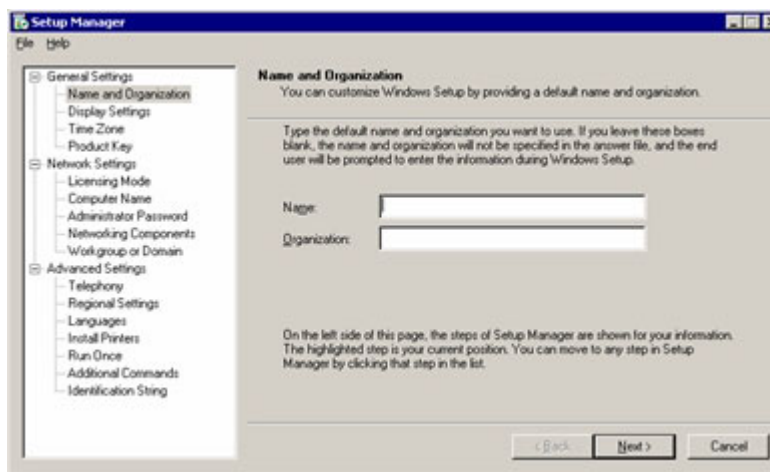 Setup Manager
File Help
General Settings
Name and Organization
Display Settings
Time Zone
Product Key
Network Settings
Licensing Mode
Computer Name
Administrator Password
Networking Components
Workgroup or Domain
Advanced Settings
Telephony
Regional Settings
Languages
Install Printers
Run Once
Additional Commands
Identification String
Name and Organization
You can customize Windows Setup by providing a default name and organization.
Type the default name and organization you want to use. If you leave these boxes
blank, the name and organization will not be specified in the answer file, and the end
user will be prompted to enter the information during Windows Setup.
Name:
Organization:
On the left side of this page, the steps of Setup Manager are shown for your information.
The highlighted step is your current position. You can move to any step in Setup
Manager by clicking that step in the list.
< Back Next > Cancel